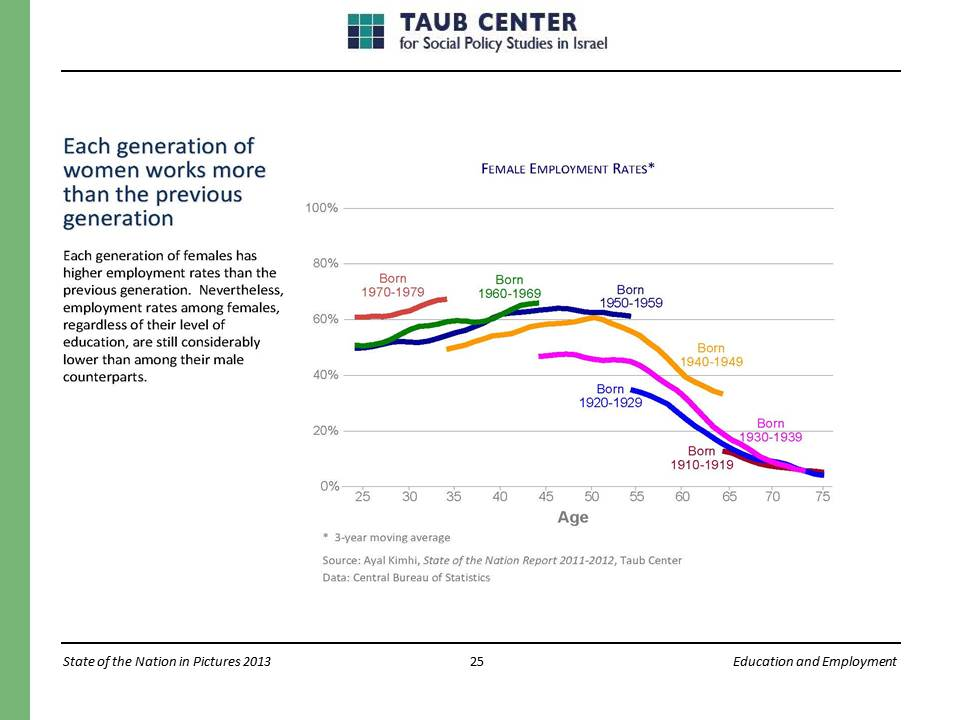 TAUB CENTER
for Social Policy Studies in Israel
Each generation of
women works more
than the previous
generation
Each generation of females has
higher employment rates than the
previous generation.  Nevertheless,
employment rates among females,
regardless of their level of
education, are still considerably
lower than among their male
counterparts.
FEMALE EMPLOYMENT RATES*
100%
80%
60%
40%
20%
0%
Born
1970-1979
Born
1960-1969
Born
1950-1959
Born
1940-1949
Born
1920-1929
Born
1930-1939
Born
1910-1919
25 30 35 40 45 50 55 60 65 70 75
Age
* 3-year moving average
Source: Ayal Kimhi, State of the Nation Report 2011-2012, Taub Center
Data: Central Bureau of Statistics
State of the Nation in Pictures 2013 25 Education and Employment